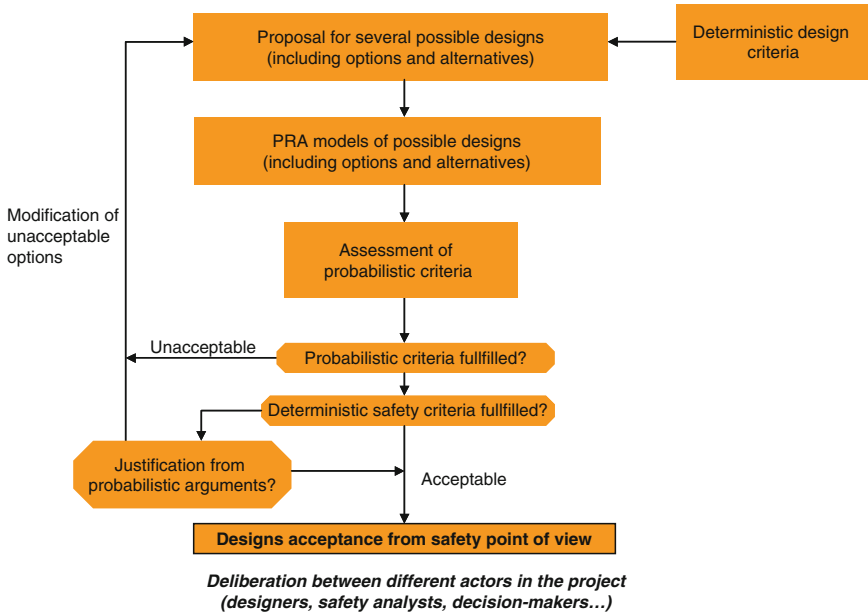 Proposal for several possible designs
(including options and alternatives)
Deterministic design
criteria
PRA models of possible designs
(including options and alternatives)
Modification of
unacceptable
options
Assessment of
probabilistic criteria
Unacceptable
Probabilistic criteria fullfilled?
Deterministic safety criteria fullfilled?
Justification from
probabilistic arguments?
Acceptable
Designs acceptance from safety point of view
Deliberation between different actors in the project
(designers, safety analysts, decision-makers…)